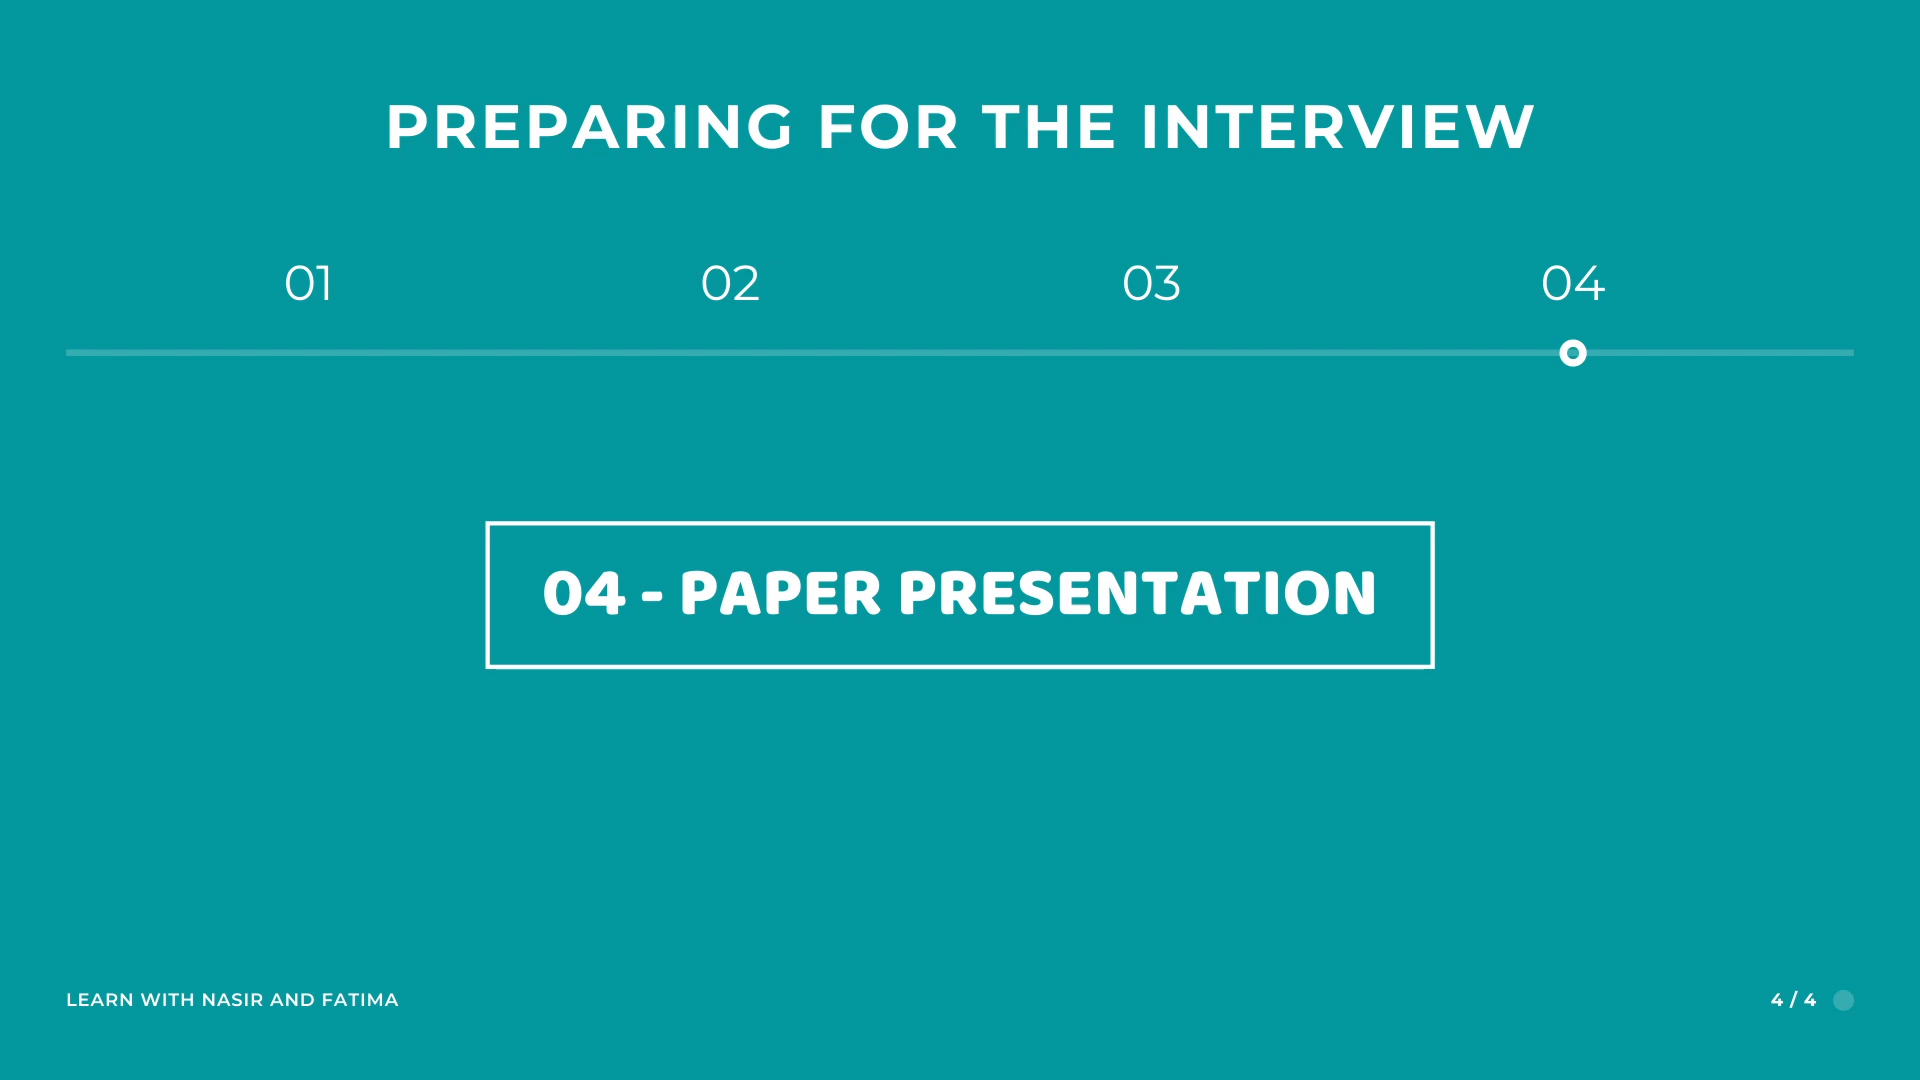 PREPARING FOR THE INTERVIEW
01 02 03 04
04 - PAPER PRESENTATION
LEARN WITH NASIR AND FATIMA
4 / 4